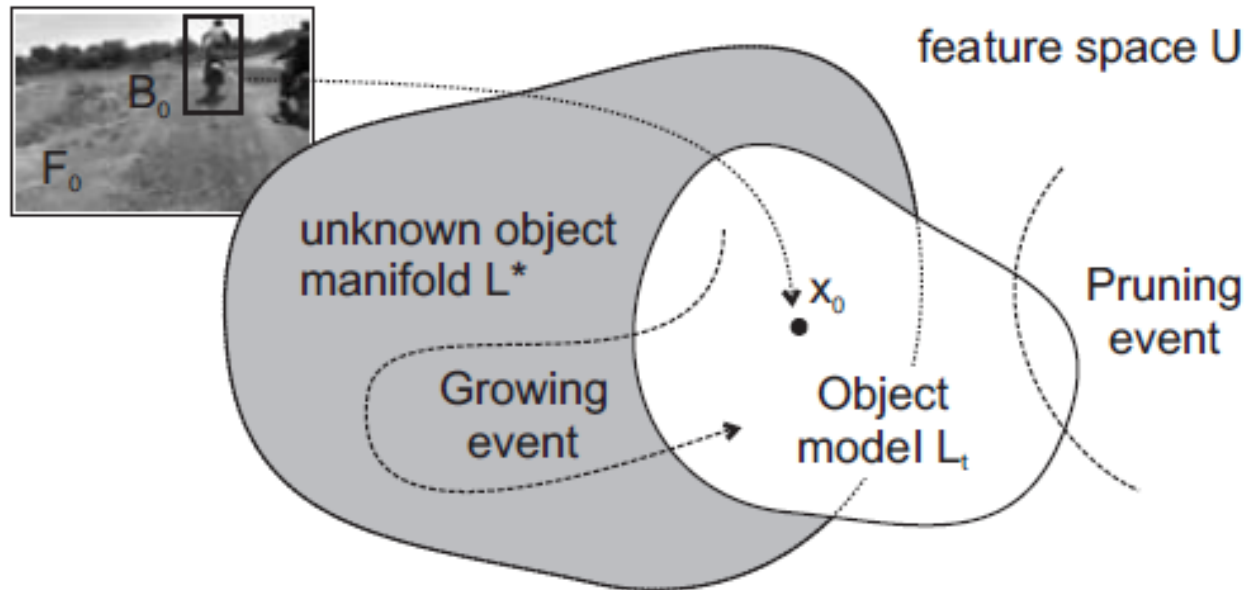 feature space U
B₀
F₀
unknown object
manifold L*
x₀
Pruning
event
Growing
event
Object
model Lₜ